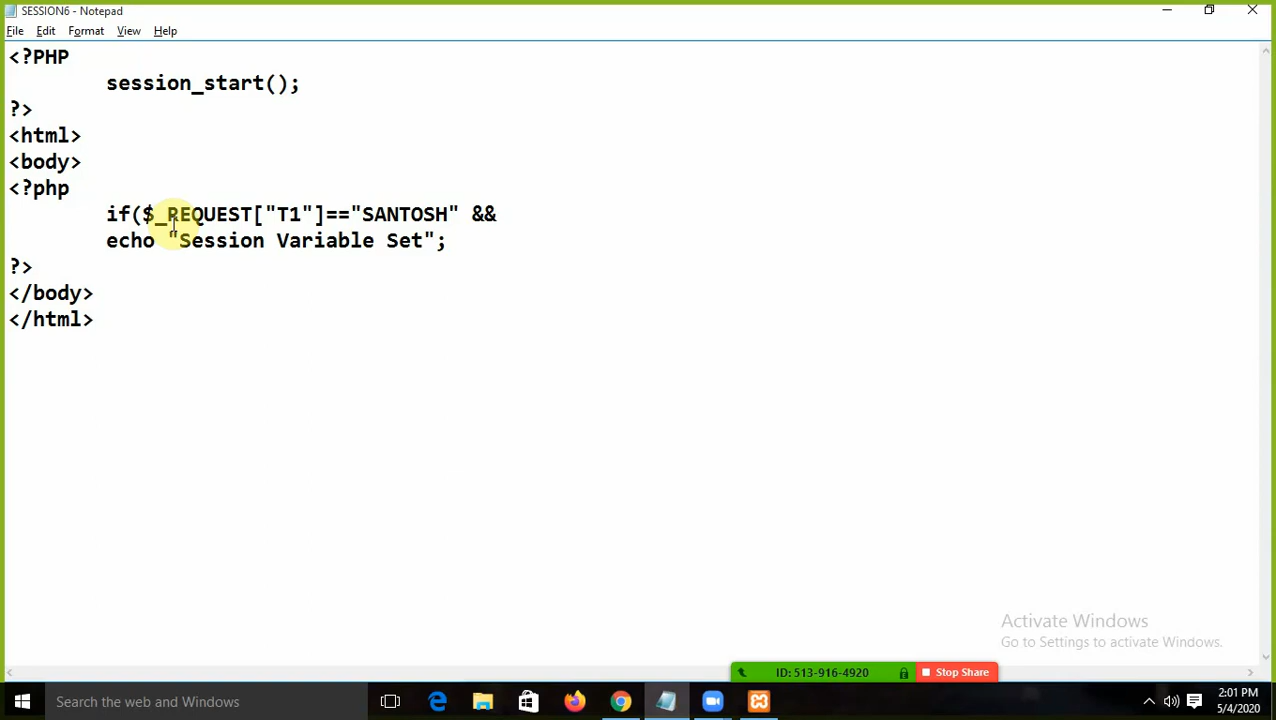 SESSION6 - Notepad
File Edit Format View Help
<?PHP
session_start();
?>
<html>
<body>
<?php
if($_REQUEST["T1"]=="SANTOSH" &&
echo "Session Variable Set";
?>
</body>
</html>
Activate Windows
Go to Settings to activate Windows.
ID: 513-916-4920 Stop Share
Search the web and Windows
2:01 PM
5/4/2020